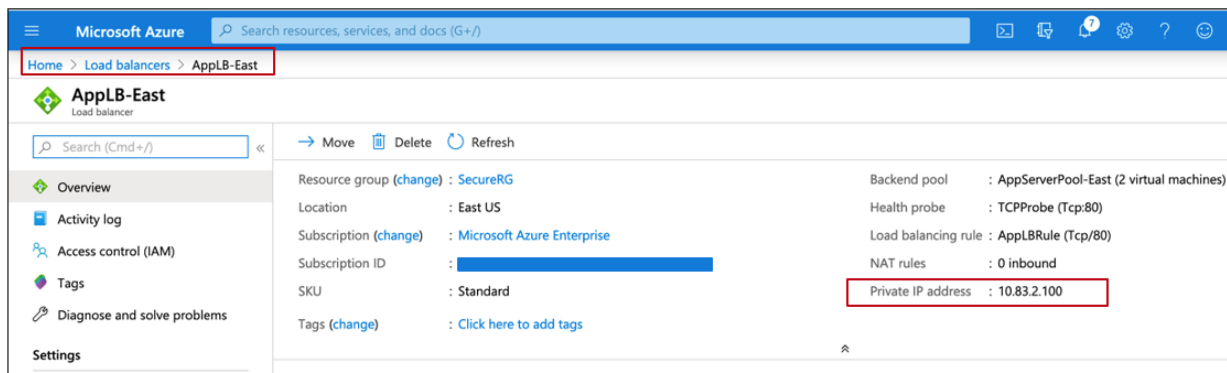 Microsoft Azure
Search resources, services, and docs (G+/)
7
Home > Load balancers > AppLB-East
AppLB-East
Load balancer
Search (Cmd+/)
«
Overview
Activity log
Access control (IAM)
Tags
Diagnose and solve problems
Settings
Move Delete Refresh
Resource group (change) : SecureRG
Location : East US
Subscription (change) : Microsoft Azure Enterprise
Subscription ID :
SKU : Standard
Tags (change) : Click here to add tags
Backend pool : AppServerPool-East (2 virtual machines)
Health probe : TCPProbe (Tcp:80)
Load balancing rule : AppLBRule (Tcp/80)
NAT rules : 0 inbound
Private IP address : 10.83.2.100